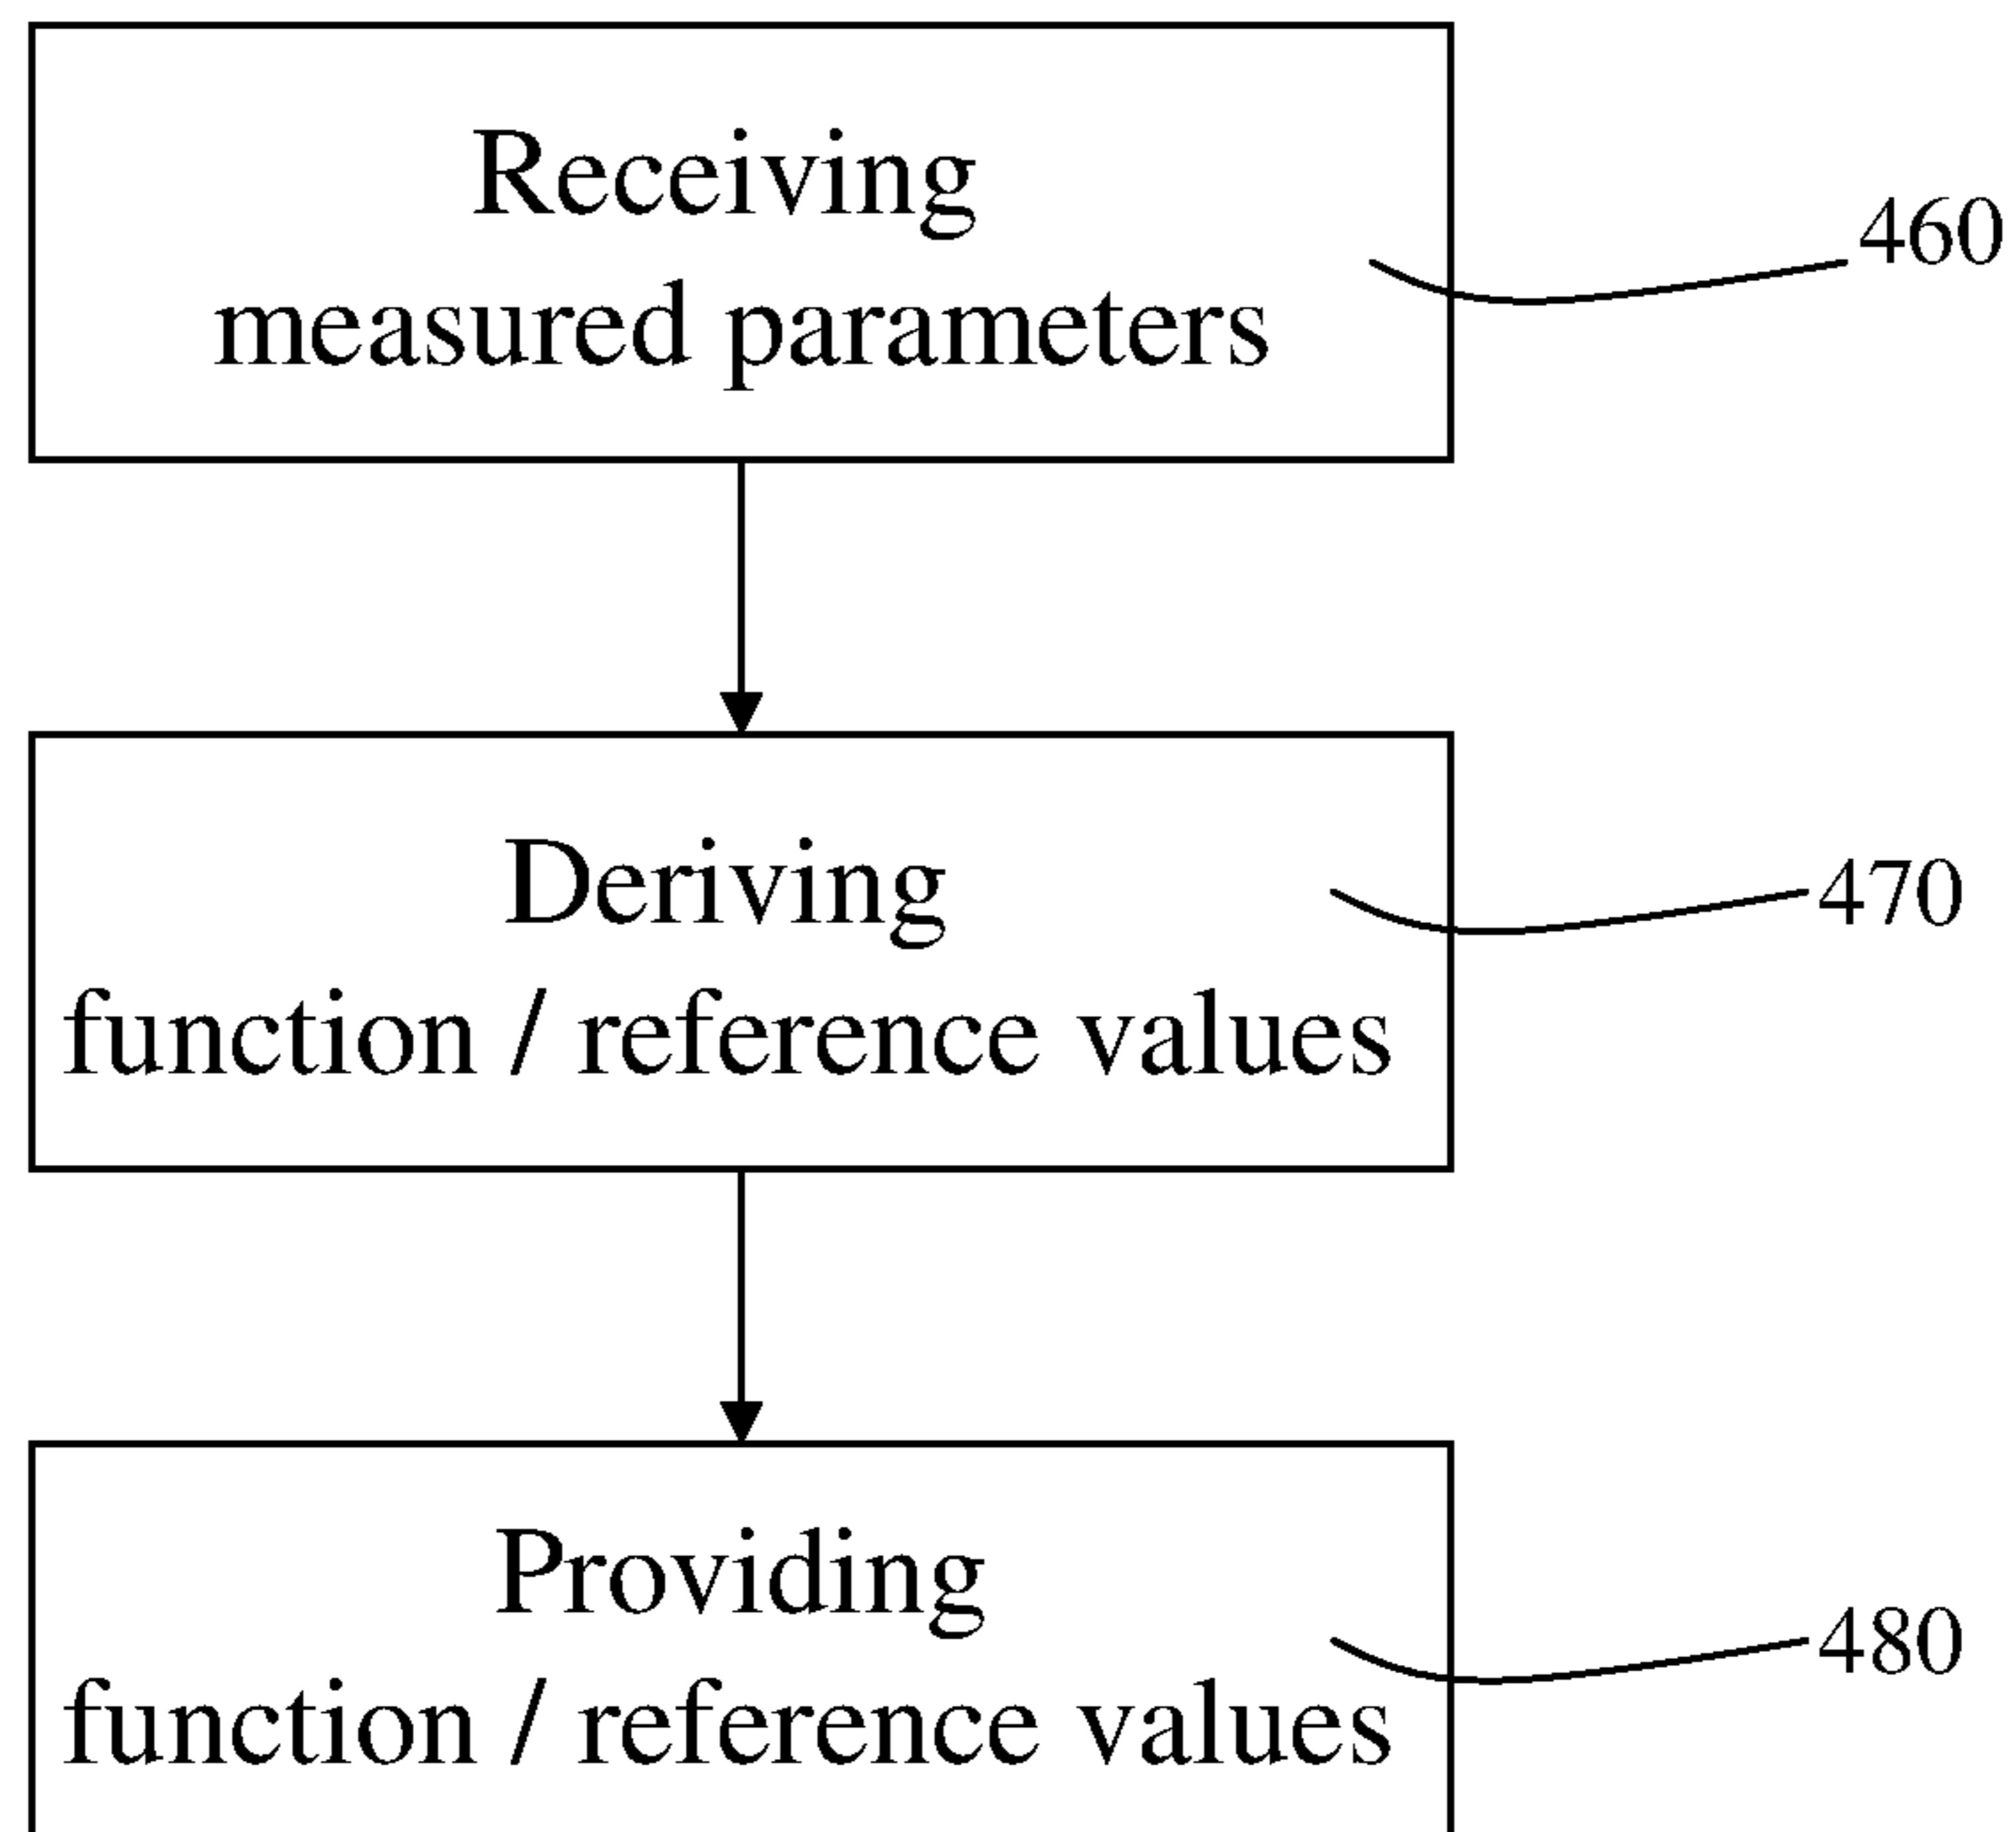 Receiving
measured parameters
460
Deriving
function / reference values
470
Providing
function / reference values
480